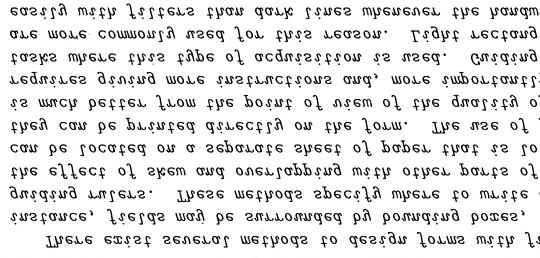 There exist several methods to design forms with fi
instance, fields may be surrounded by bounding boxes,
guiding rulers. These methods specify where to write
the effect of skew and overlapping with other parts of
can be located on a separate sheet of paper that is lo
they can be printed directly on the form. The use of
is much better from the point of view of the quality o
requires giving more instructions and, more importantl
tasks where this type of acquisition is used. Guiding
are more commonly used for this reason. Light rectang
easily with filters than dark lines whenever the handw